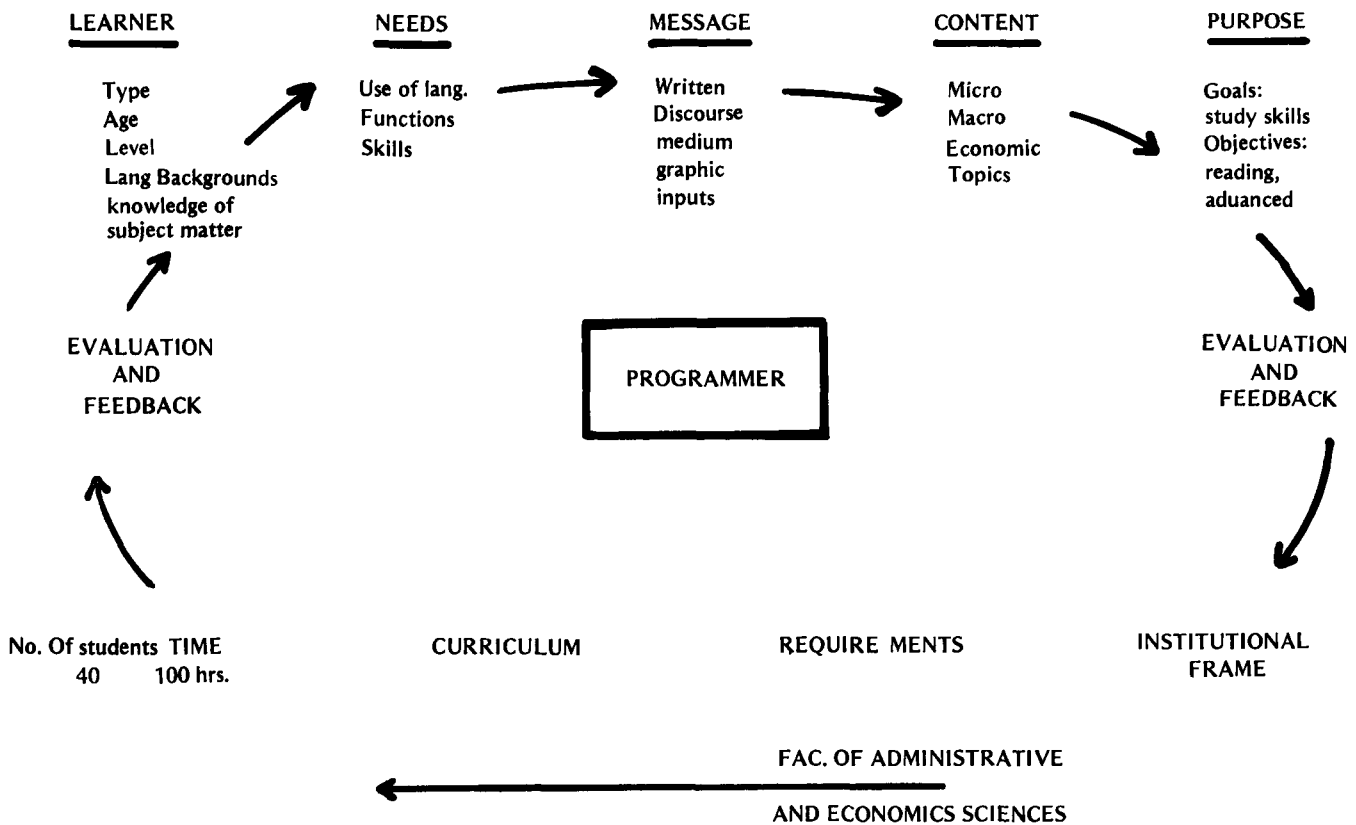 LEARNER
Type
Age
Level
Lang Backgrounds
knowledge of
subject matter
NEEDS
Use of lang.
Functions
Skills
MESSAGE
Written
Discourse
medium
graphic
inputs
CONTENT
Micro
Macro
Economic
Topics
PURPOSE
Goals:
study skills
Objectives:
reading,
aduanced
EVALUATION
AND
FEEDBACK
PROGRAMMER
EVALUATION
AND
FEEDBACK
No. Of students TIME
40 100 hrs.
CURRICULUM
REQUIRE MENTS
INSTITUTIONAL
FRAME
FAC. OF ADMINISTRATIVE
AND ECONOMICS SCIENCES